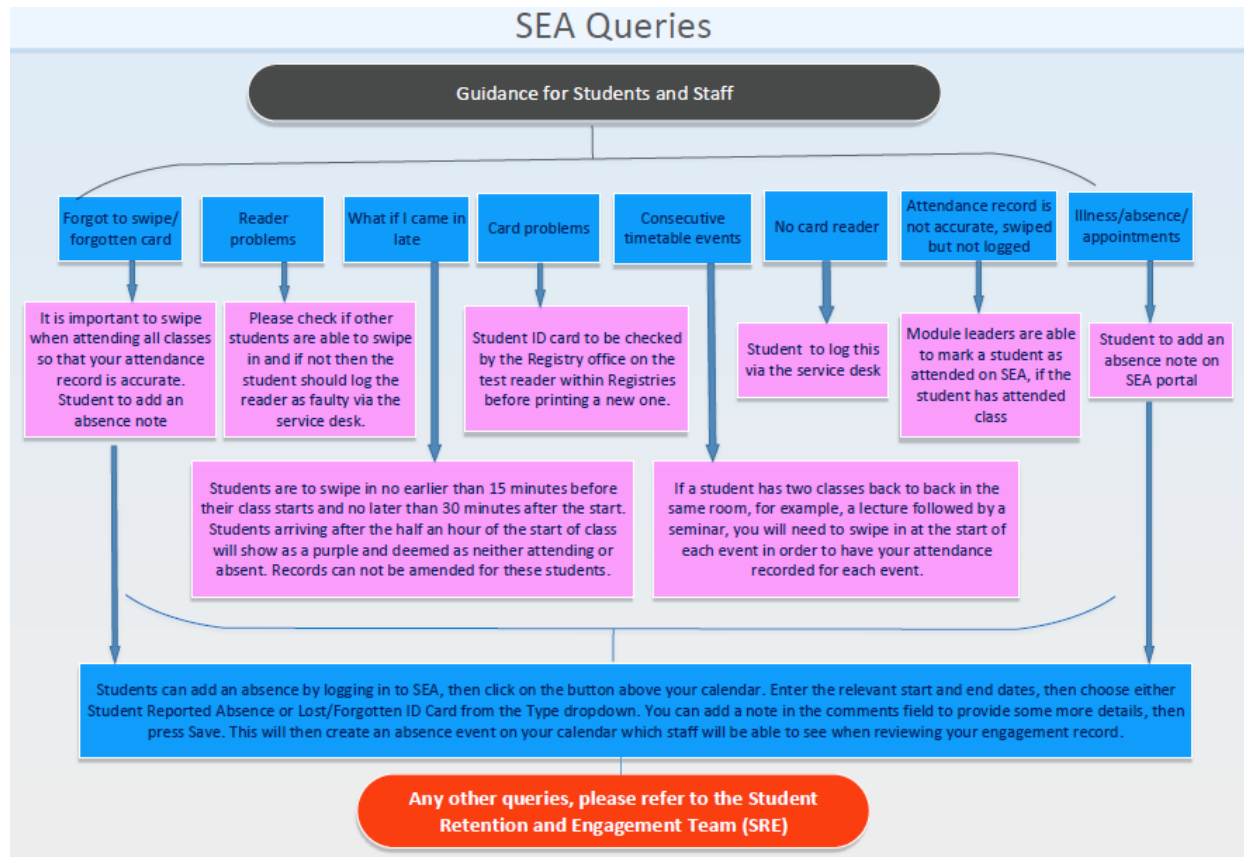 SEA Queries
Guidance for Students and Staff
Forgot to swipe/
forgotten card
Reader
problems
What if I came in
late
Card problems
Consecutive
timetable events
No card reader
Attendance record is
not accurate, swiped
but not logged
Illness/absence/
appointments
It is important to swipe
when attending all classes
so that your attendance
record is accurate.
Student to add an
absence note
Please check if other
students are able to swipe
in and if not then the
student should log the
reader as faulty via the
service desk.
Student ID card to be checked
by the Registry office on the
test reader within Registries
before printing a new one.
Student to log this
via the service desk
Module leaders are able
to mark a student as
attended on SEA, if the
student has attended
class
Student to add an
absence note on
SEA portal
Students are to swipe in no earlier than 15 minutes before
their class starts and no later than 30 minutes after the start.
Students arriving after the half an hour of the start of class
will show as a purple and deemed as neither attending or
absent. Records can not be amended for these students.
If a student has two classes back to back in the
same room, for example, a lecture followed by a
seminar, you will need to swipe in at the start of
each event in order to have your attendance
recorded for each event.
Students can add an absence by logging in to SEA, then click on the button above your calendar. Enter the relevant start and end dates, then choose either
Student Reported Absence or Lost/Forgotten ID Card from the Type dropdown. You can add a note in the comments field to provide some more details, then
press Save. This will then create an absence event on your calendar which staff will be able to see when reviewing your engagement record.
Any other queries, please refer to the Student
Retention and Engagement Team (SRE)